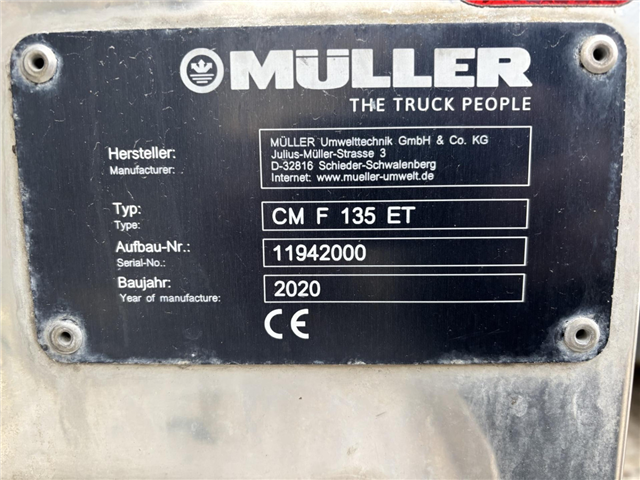 MÜLLER
THE TRUCK PEOPLE
Hersteller:
Manufacturer:
MÜLLER Umwelttechnik GmbH & Co. KG
Julius-Müller-Strasse 3
D-32816 Schieder-Schwalenberg
Internet: www.mueller-umwelt.de
Typ:
Type:
CM F 135 ET
Aufbau-Nr.:
Serial-No.:
11942000
Baujahr:
Year of manufacture:
2020
CE